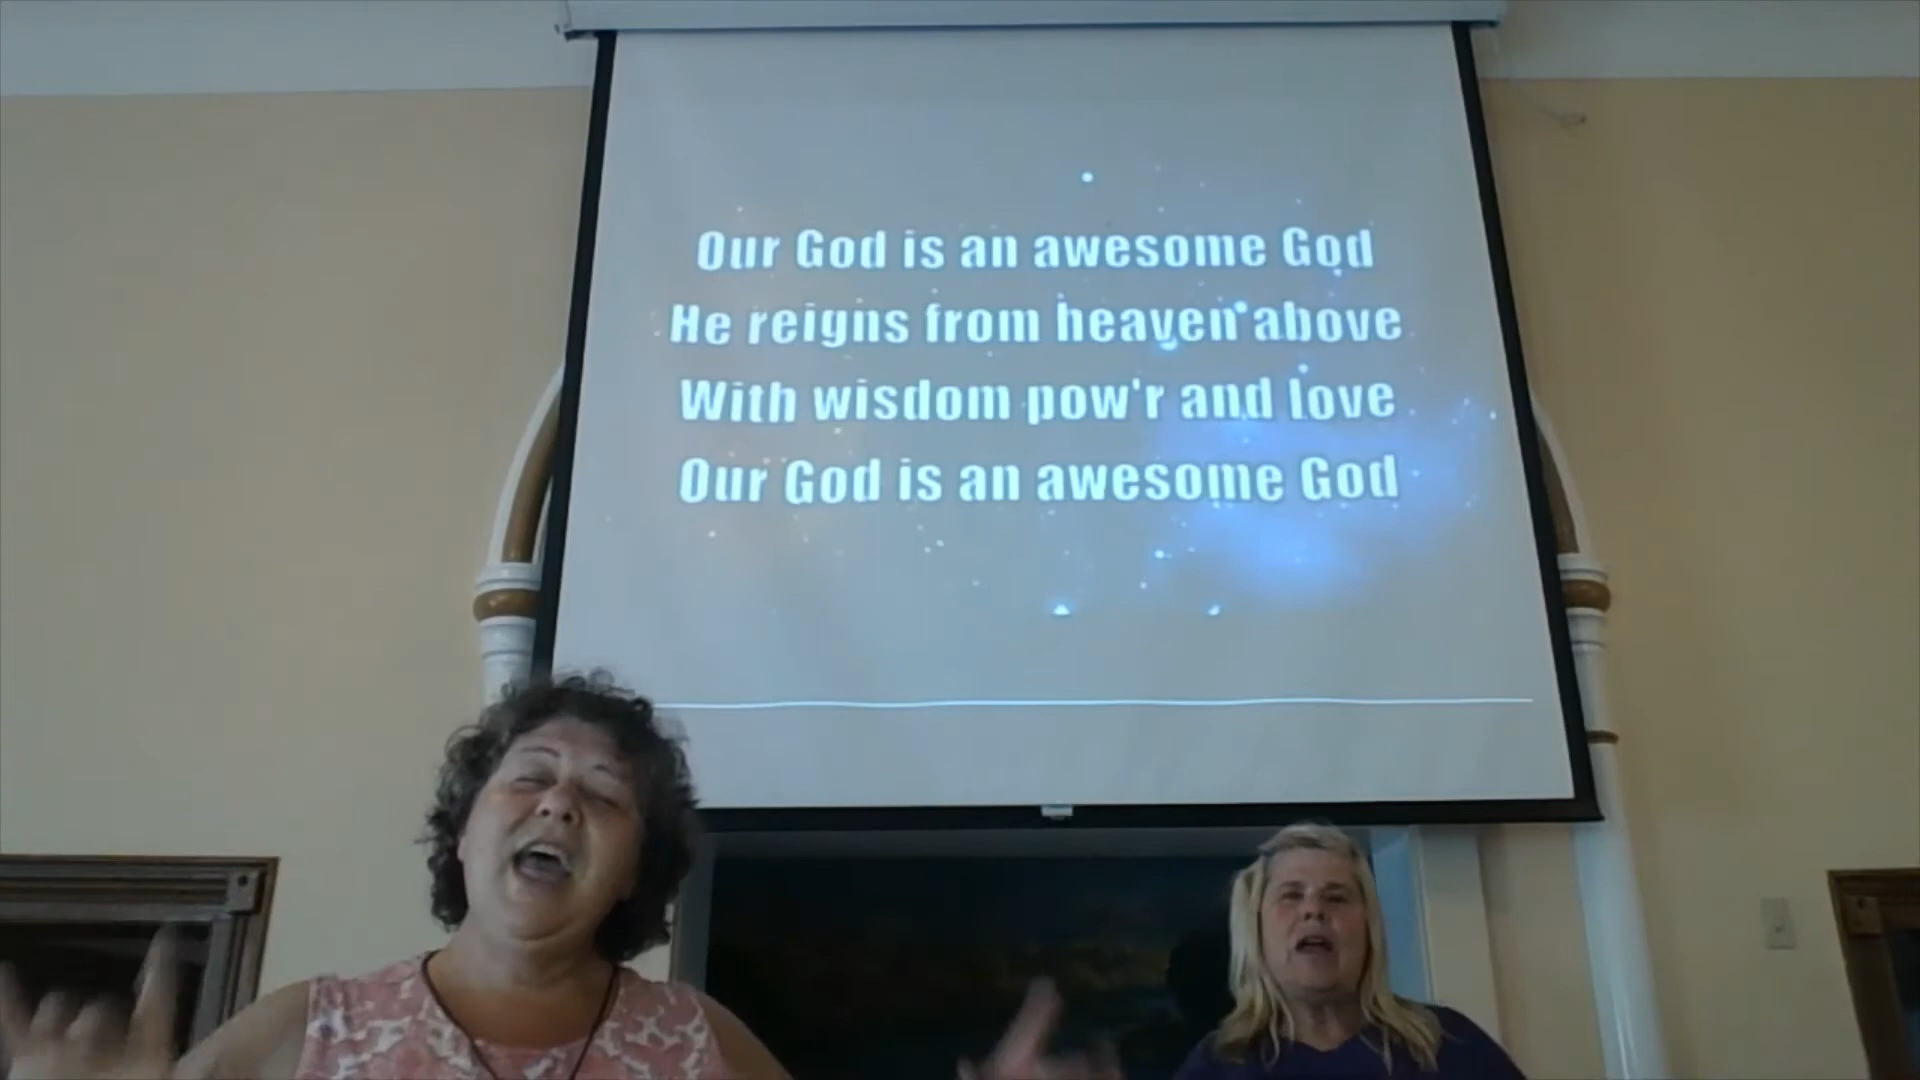 Our God is an awesome God
He reigns from heaven above
With wisdom pow'r and love
Our God is an awesome God